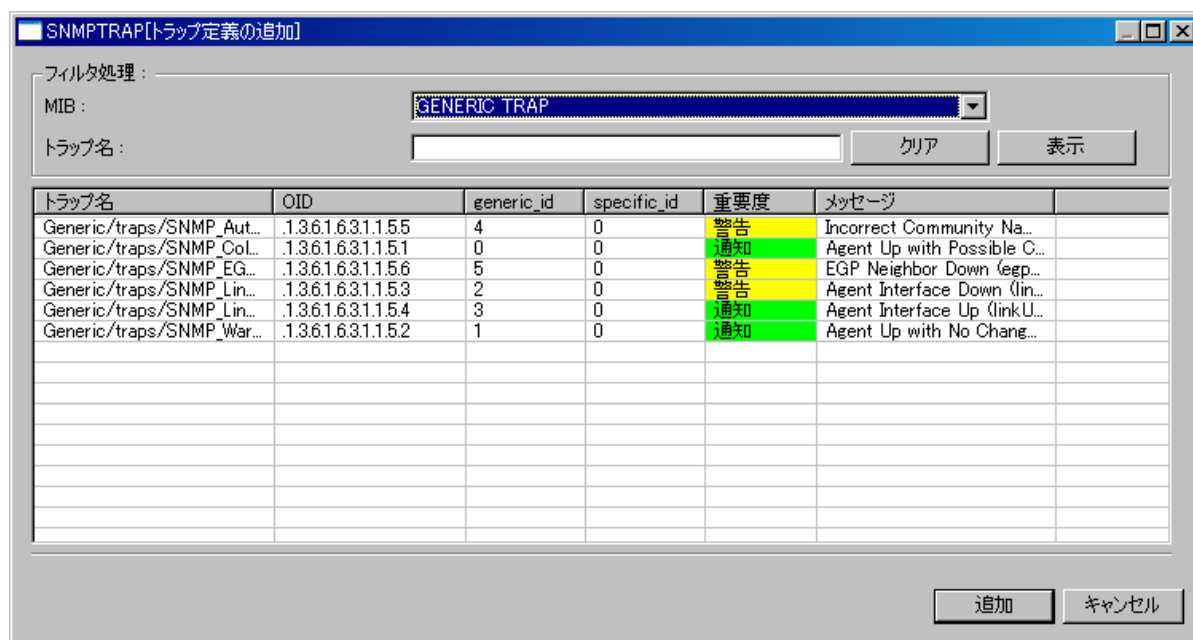 SNMPTRAP[トラップ定義の追加]
フィルタ処理：
MIB： GENERIC TRAP
トラップ名： クリア 表示
トラップ名 OID generic_id specific_id 重要度 メッセージ
Generic/traps/SNMP_Aut... .1.3.6.1.6.3.1.1.5.5 4 0 警告 Incorrect Community Na...
Generic/traps/SNMP_Col... .1.3.6.1.6.3.1.1.5.1 0 0 通知 Agent Up with Possible C...
Generic/traps/SNMP_EG... .1.3.6.1.6.3.1.1.5.6 5 0 警告 EGP Neighbor Down (egp...
Generic/traps/SNMP_Lin... .1.3.6.1.6.3.1.1.5.3 2 0 警告 Agent Interface Down (lin...
Generic/traps/SNMP_Lin... .1.3.6.1.6.3.1.1.5.4 3 0 通知 Agent Interface Up (linkU...
Generic/traps/SNMP_War... .1.3.6.1.6.3.1.1.5.2 1 0 通知 Agent Up with No Chang...
追加 キャンセル